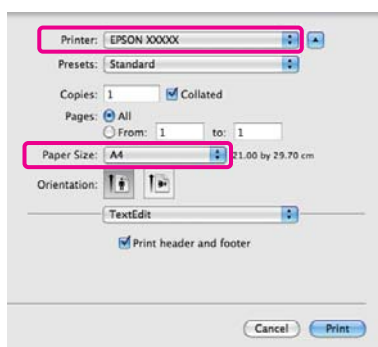 Printer: EPSON XXXXX
Presets: Standard
Copies: 1 Collated
Pages: All
From: 1 to: 1
Paper Size: A4 21.00 by 29.70 cm
Orientation:
TextEdit
Print header and footer
Cancel Print